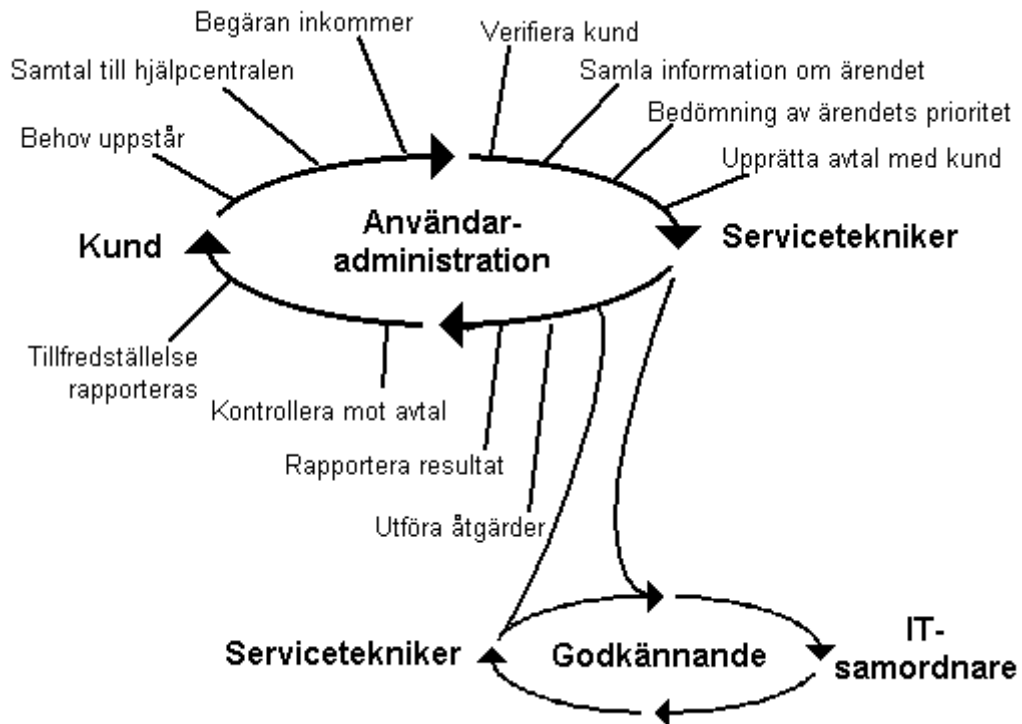 Begäran inkommer
Verifiera kund
Samtal till hjälpcentralen
Samla information om ärendet
Bedömning av ärendets prioritet
Behov uppstår
Upprätta avtal med kund
Användar-
administration
Kund
Servicetekniker
Tillfredställelse
rapporteras
Kontrollera mot avtal
Rapportera resultat
Utföra åtgärder
Servicetekniker
Godkännande
IT-
samordnare